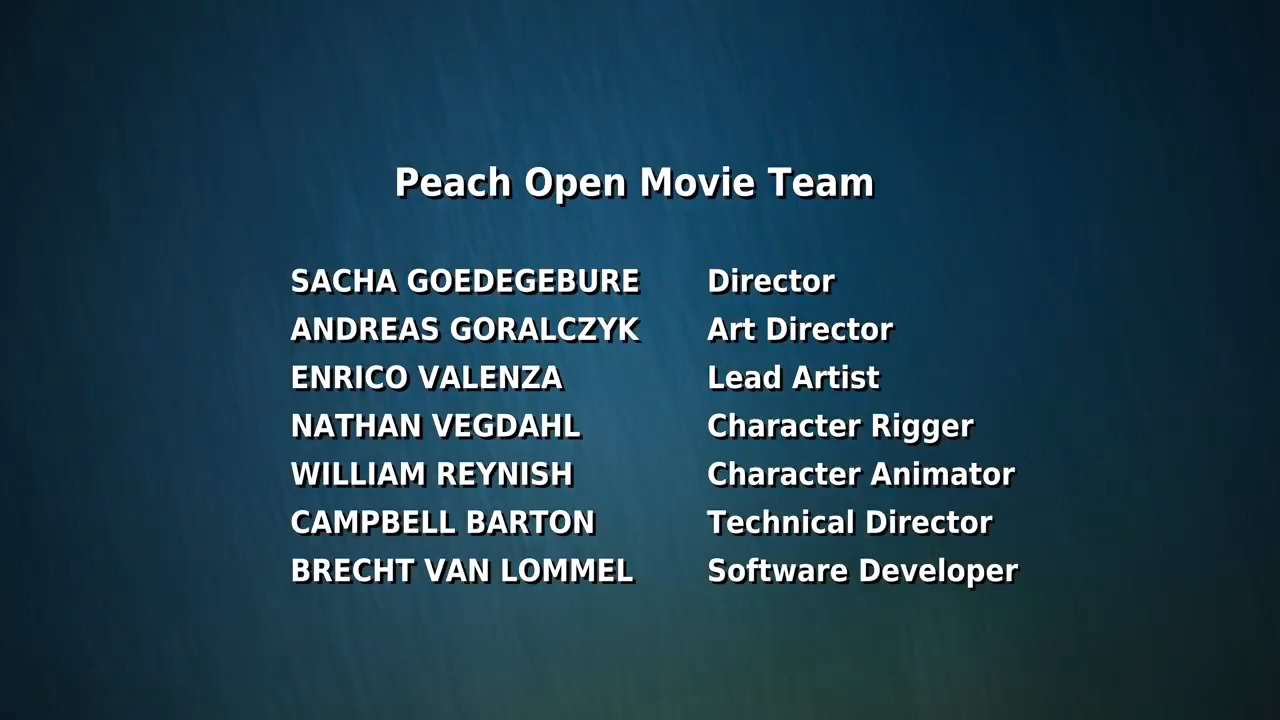 Peach Open Movie Team
SACHA GOEDEGEBURE Director
ANDREAS GORALCZYK Art Director
ENRICO VALENZA Lead Artist
NATHAN VEGDAHL Character Rigger
WILLIAM REYNISH Character Animator
CAMPBELL BARTON Technical Director
BRECHT VAN LOMMEL Software Developer